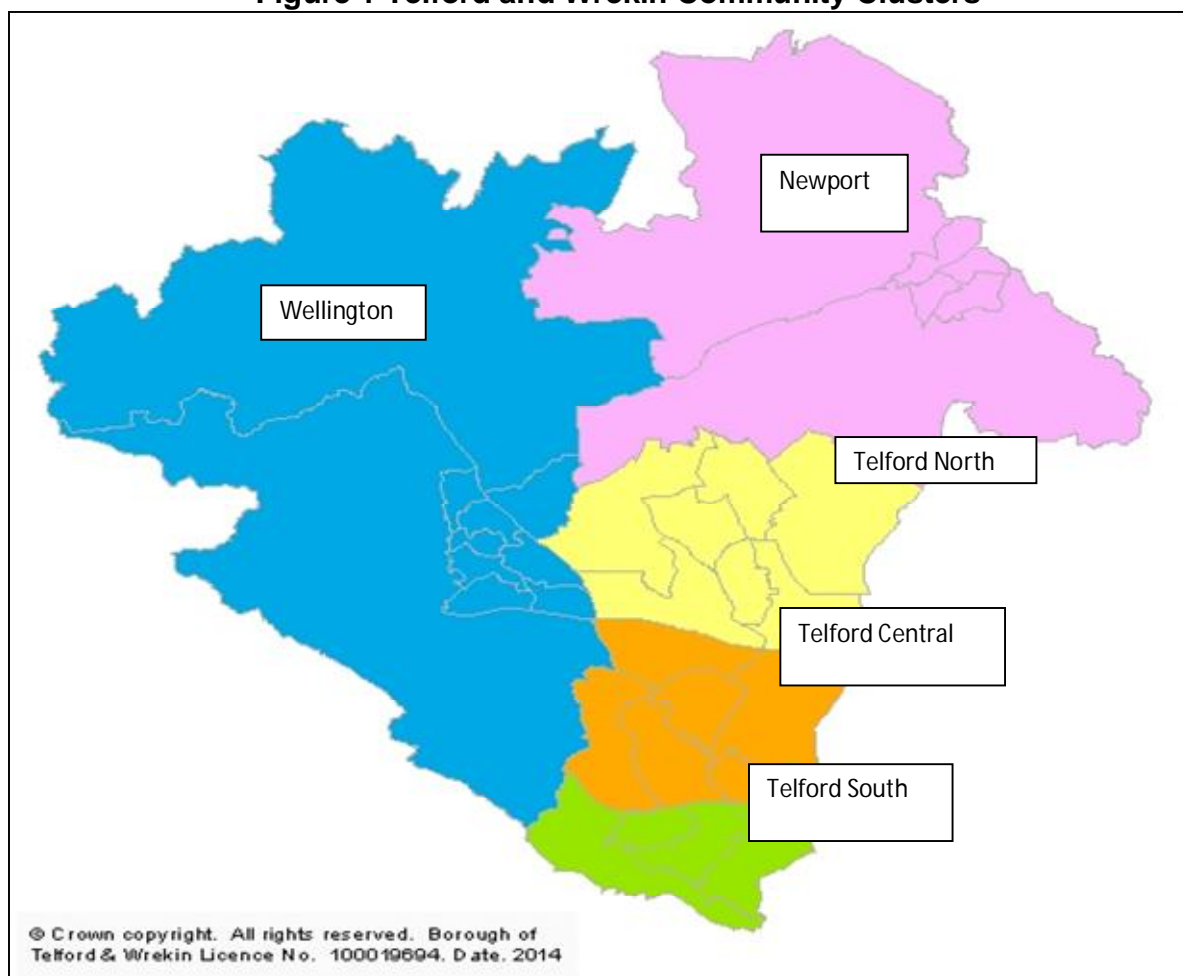 Figure 1 Telford and Wrekin Community Clusters
Newport
Wellington
Telford North
Telford Central
Telford South
© Crown copyright. All rights reserved. Borough of
Telford & Wrekin Licence No. 100019694. Date. 2014